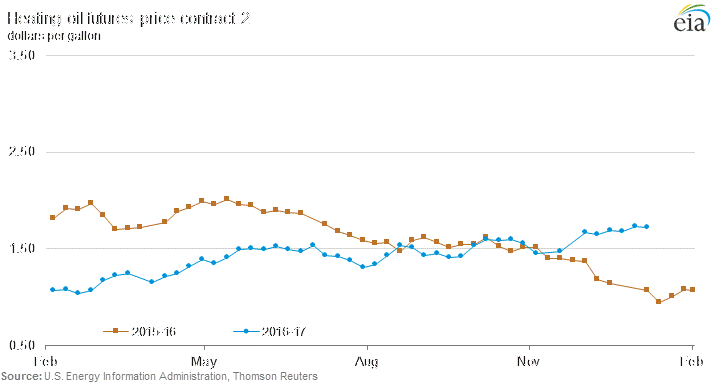 Heating oil futures price contract 2
dollars per gallon
eia
3.50
2.50
1.50
0.50
2015-16
2016-17
Feb
May
Aug
Nov
Feb
Source: U.S. Energy Information Administration, Thomson Reuters